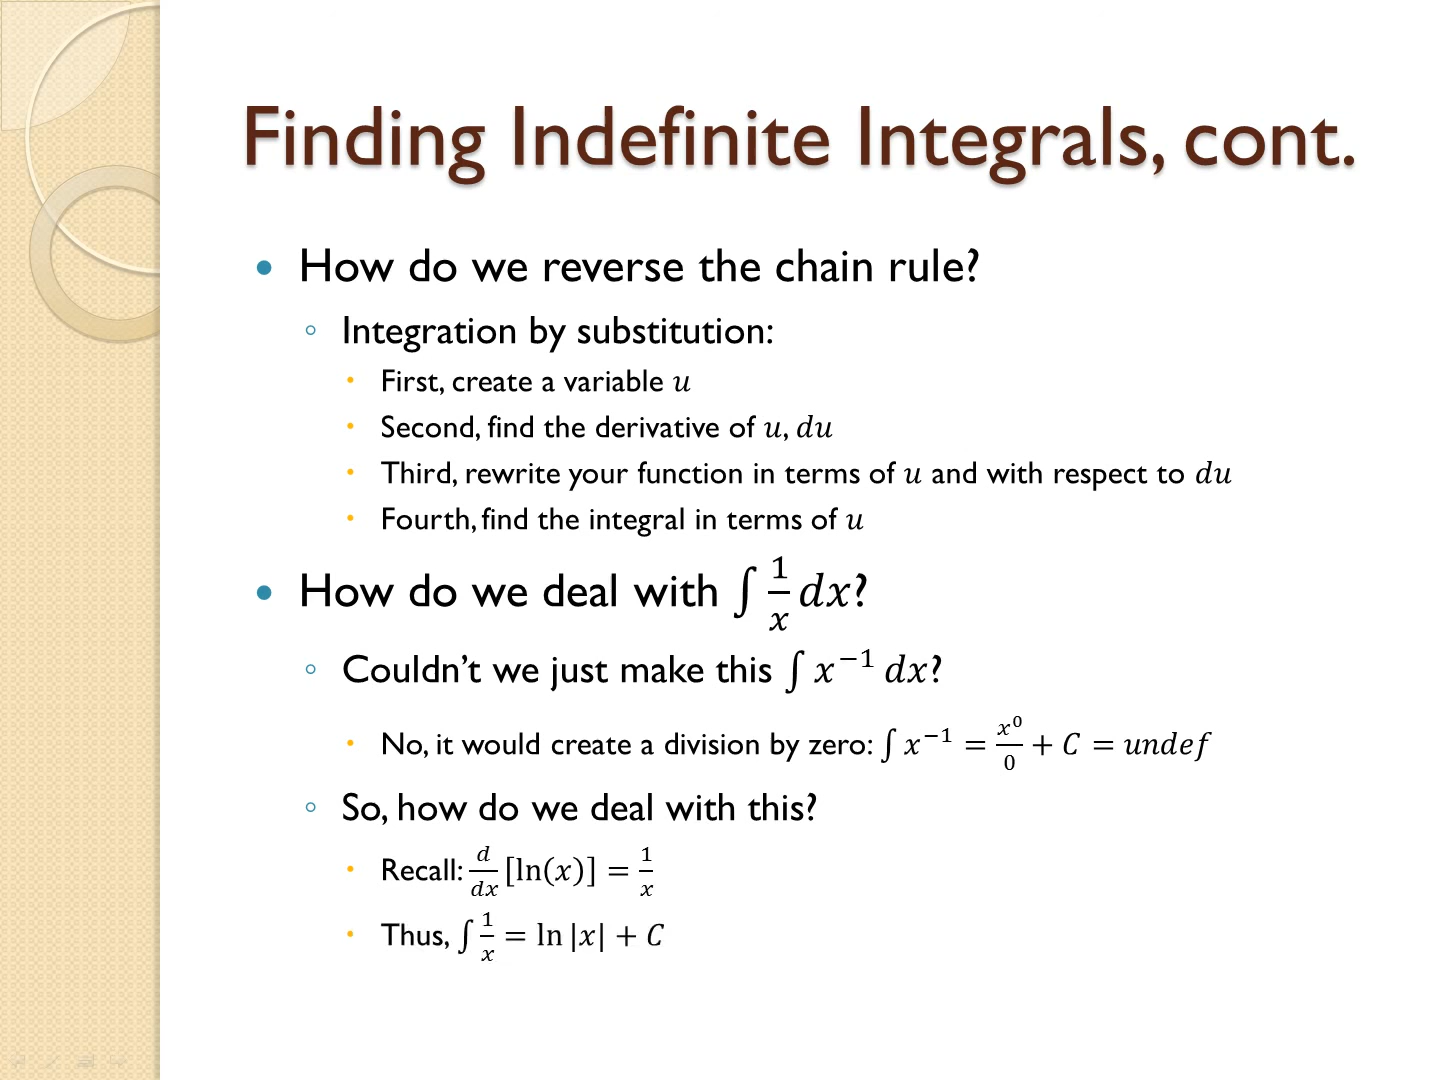 Finding Indefinite Integrals, cont.
• How do we reverse the chain rule?
◦ Integration by substitution:
• First, create a variable 𝑢
• Second, find the derivative of 𝑢, 𝑑𝑢
• Third, rewrite your function in terms of 𝑢 and with respect to 𝑑𝑢
• Fourth, find the integral in terms of 𝑢
• How do we deal with ∫ 1/𝑥 𝑑𝑥?
◦ Couldn’t we just make this ∫ 𝑥⁻¹ 𝑑𝑥?
• No, it would create a division by zero: ∫ 𝑥⁻¹ = 𝑥⁰/0 + 𝐶 = 𝑢𝑛𝑑𝑒𝑓
◦ So, how do we deal with this?
• Recall: 𝑑/𝑑𝑥 [ln(𝑥)] = 1/𝑥
• Thus, ∫ 1/𝑥 = ln |𝑥| + 𝐶